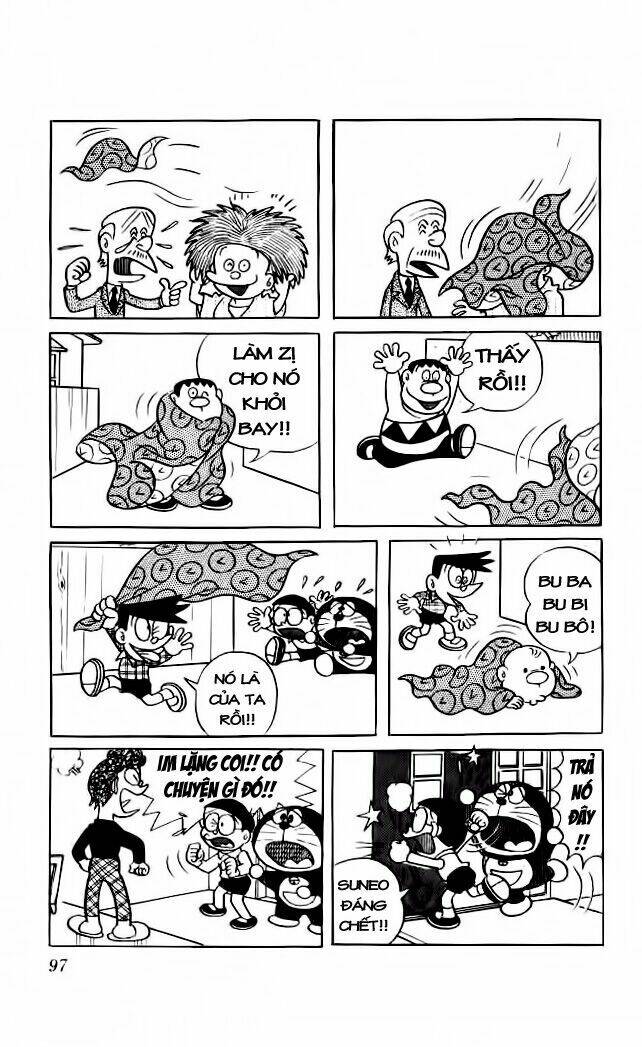 LÀM ZỊ
CHO NÓ
KHỎI
BAY!!
THẤY
RỒI!!
NÓ LÀ
CỦA TA
RỒI!!
BU BA
BU BI
BU BÔ!
IM LẶNG COI!! CÓ
CHUYỆN GÌ ĐÓ!!
TRẢ
NÓ
ĐÂY
!!
SUNEO
ĐÁNG
CHẾT!!
97